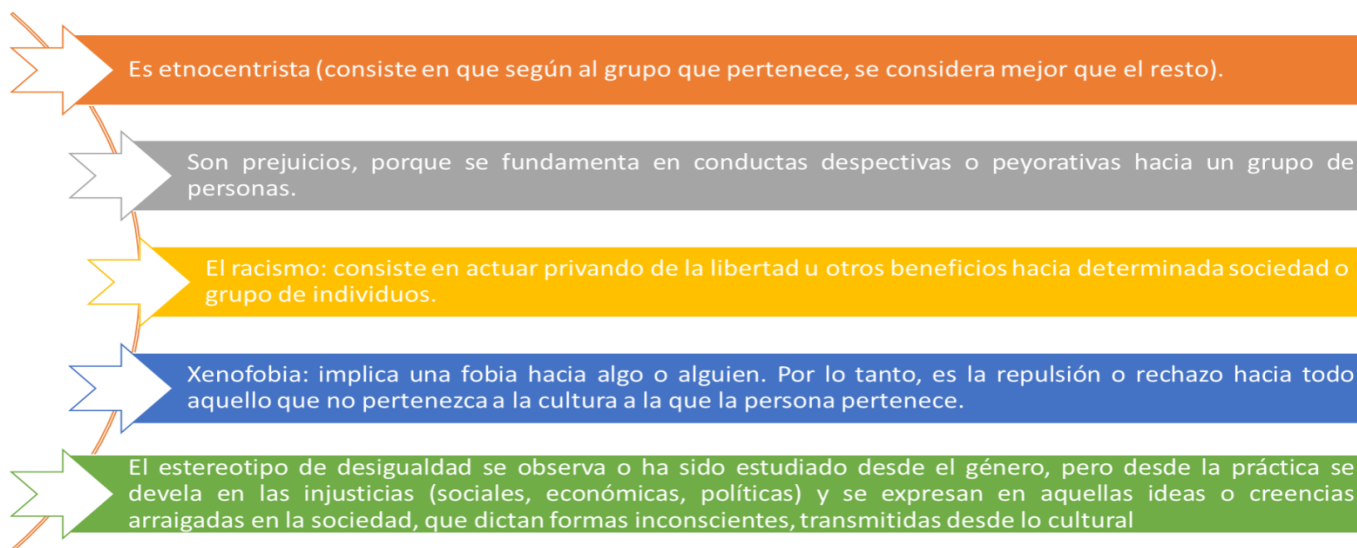 Es etnocentrista (consiste en que según al grupo que pertenece, se considera mejor que el resto).
Son prejuicios, porque se fundamenta en conductas despectivas o peyorativas hacia un grupo de
personas.
El racismo: consiste en actuar privando de la libertad u otros beneficios hacia determinada sociedad o
grupo de individuos.
Xenofobia: implica una fobia hacia algo o alguien. Por lo tanto, es la repulsión o rechazo hacia todo
aquello que no pertenezca a la cultura a la que la persona pertenece.
El estereotipo de desigualdad se observa o ha sido estudiado desde el género, pero desde la práctica se
devela en las injusticias (sociales, económicas, políticas) y se expresan en aquellas ideas o creencias
arraigadas en la sociedad, que dictan formas inconscientes, transmitidas desde lo cultural